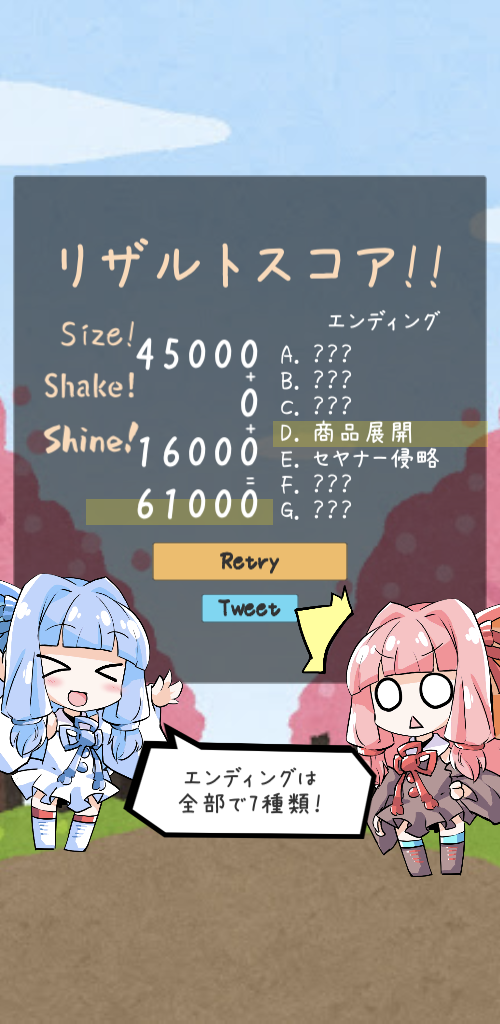 リザルトスコア!!
Size!
45000
+
Shake!
0
+
Shine!
16000
=
61000
エンディング
A. ???
B. ???
C. ???
D. 商品展開
E. セヤナー侵略
F. ???
G. ???
Retry
Tweet
エンディングは
全部で7種類!